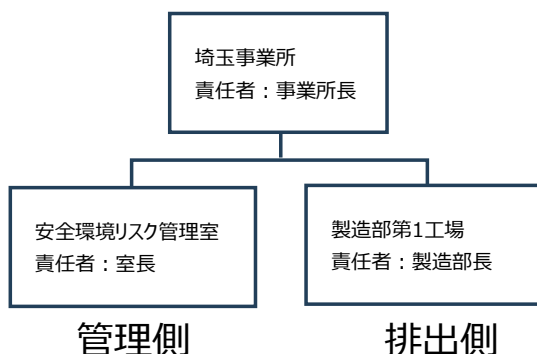 埼玉事業所
責任者：事業所長
安全環境リスク管理室
責任者：室長
製造部第1工場
責任者：製造部長
管理側
排出側